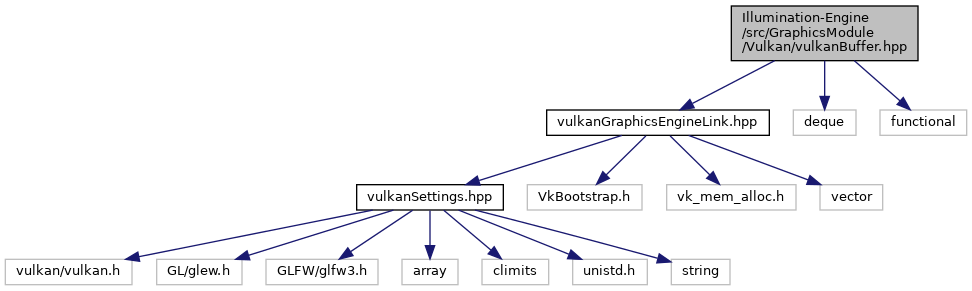 Illumination-Engine
/src/GraphicsModule
/Vulkan/vulkanBuffer.hpp
vulkanGraphicsEngineLink.hpp
deque
functional
vulkanSettings.hpp
VkBootstrap.h
vk_mem_alloc.h
vector
vulkan/vulkan.h
GL/glew.h
GLFW/glfw3.h
array
climits
unistd.h
string